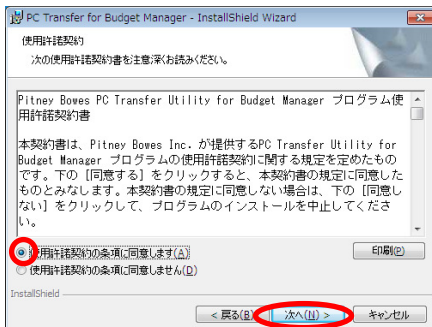 PC Transfer for Budget Manager - InstallShield Wizard
使用許諾契約
次の使用許諾契約書を注意深くお読みください。
Pitney Bowes PC Transfer Utility for Budget Manager プログラム使
用許諾契約書
本契約書は、Pitney Bowes Inc. が提供するPC Transfer Utility for
Budget Manager プログラムの使用許諾契約に関する規定を定めたもの
です。下の [同意する] をクリックすると、本契約書の規定に同意した
ものとみなします。本契約書の規定に同意しない場合は、下の [同意し
ない] をクリックして、プログラムのインストールを中止してくださ
い。
使用許諾契約の条項に同意します(A)
印刷(P)
使用許諾契約の条項に同意しません(D)
InstallShield
< 戻る(B)
次へ(N) >
キャンセル